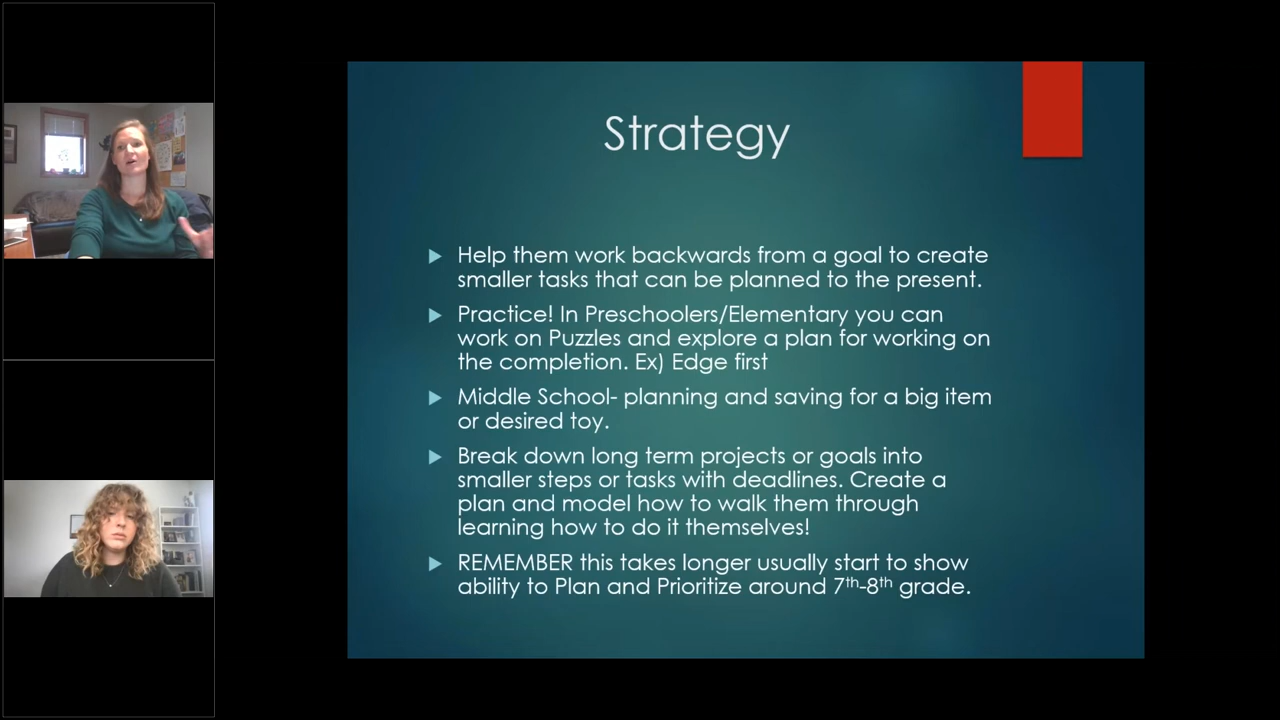 Strategy
Help them work backwards from a goal to create
smaller tasks that can be planned to the present.
Practice! In Preschoolers/Elementary you can
work on Puzzles and explore a plan for working on
the completion. Ex) Edge first
Middle School- planning and saving for a big item
or desired toy.
Break down long term projects or goals into
smaller steps or tasks with deadlines. Create a
plan and model how to walk them through
learning how to do it themselves!
REMEMBER this takes longer usually start to show
ability to Plan and Prioritize around 7th-8th grade.